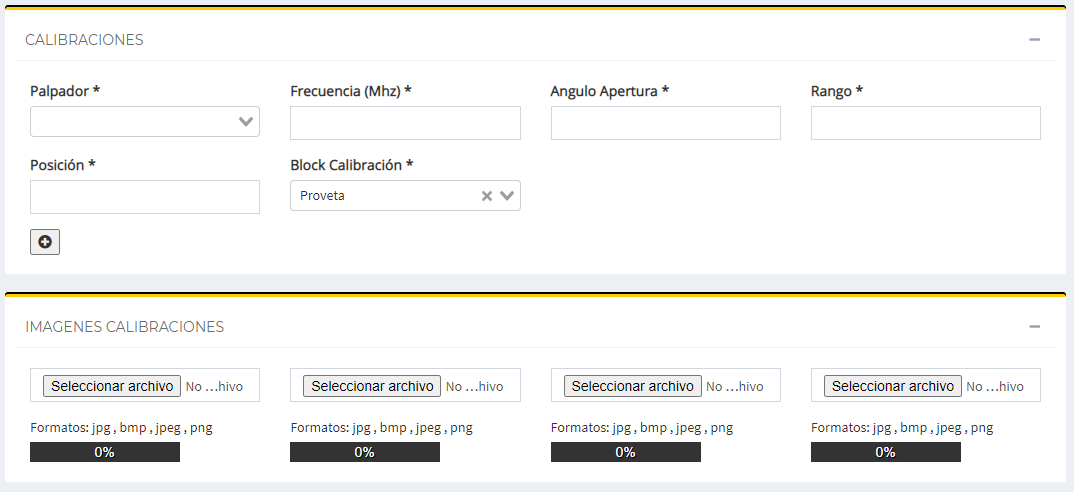 CALIBRACIONES
Palpador * Frecuencia (Mhz) * Angulo Apertura * Rango *
Posición * Block Calibración *
Proveta
IMAGENES CALIBRACIONES
Seleccionar archivo No ...hivo Seleccionar archivo No ...hivo Seleccionar archivo No ...hivo Seleccionar archivo No ...hivo
Formatos: jpg , bmp , jpeg , png Formatos: jpg , bmp , jpeg , png Formatos: jpg , bmp , jpeg , png Formatos: jpg , bmp , jpeg , png
0% 0% 0% 0%